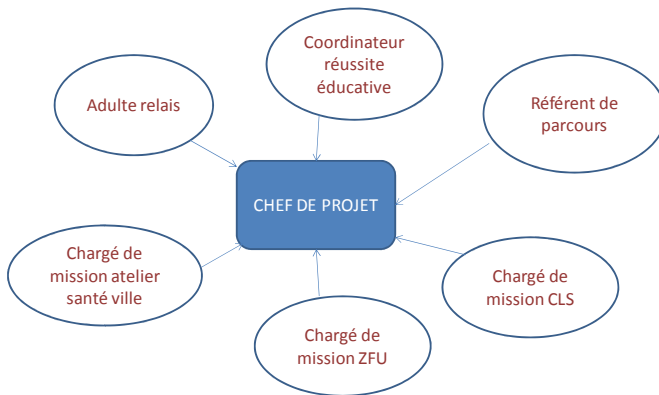 Coordinateur
réussite
éducative
Adulte relais
Référent de
parcours
CHEF DE PROJET
Chargé de
mission atelier
santé ville
Chargé de
mission CLS
Chargé de
mission ZFU